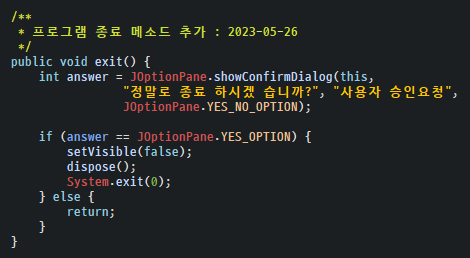 /**
 * 프로그램 종료 메소드 추가 : 2023-05-26
 */
public void exit() {
    int answer = JOptionPane.showConfirmDialog(this,
            "정말로 종료 하시겠 습니까?", "사용자 승인요청",
            JOptionPane.YES_NO_OPTION);

    if (answer == JOptionPane.YES_OPTION) {
        setVisible(false);
        dispose();
        System.exit(0);
    } else {
        return;
    }
}